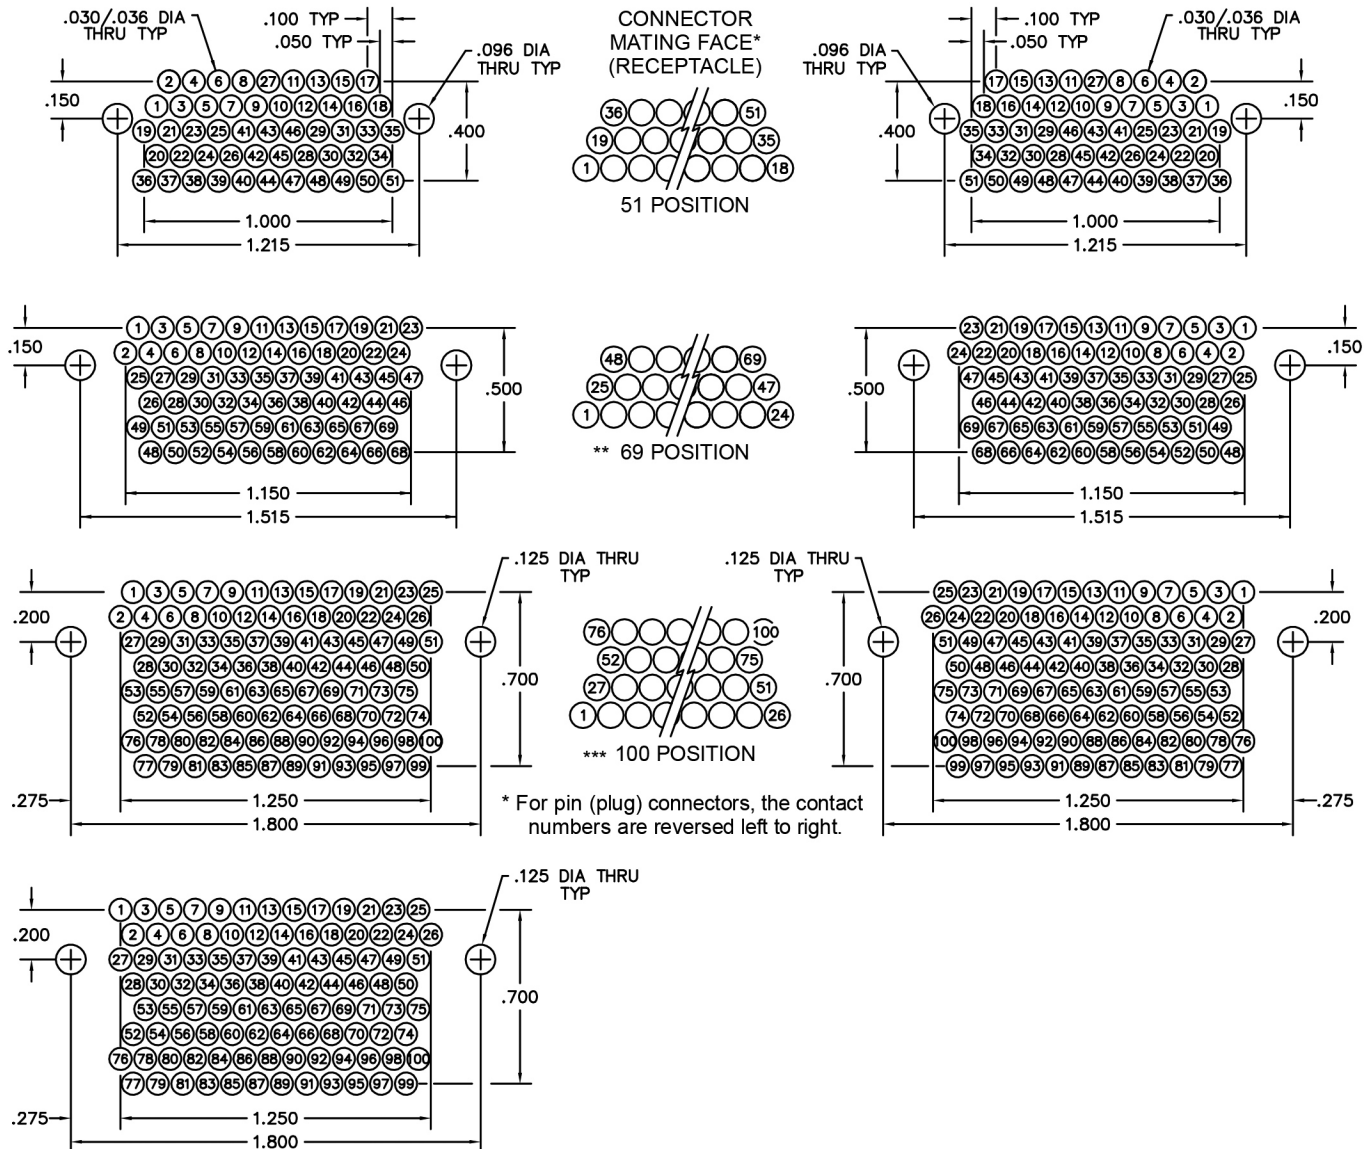 .030/.036 DIA
THRU TYP
.100 TYP
.050 TYP
.096 DIA
THRU TYP
.150
.400
2 4 6 8 27 11 13 15 17
1 3 5 7 9 10 12 14 16 18
19 21 23 25 41 43 46 29 31 33 35
20 22 24 26 42 45 28 30 32 34
36 37 38 39 40 44 47 48 49 50 51
1.000
1.215
CONNECTOR
MATING FACE*
(RECEPTACLE)
36 51
19 35
1 18
51 POSITION
.100 TYP
.050 TYP
.030/.036 DIA
THRU TYP
.096 DIA
THRU TYP
.150
.400
17 15 13 11 27 8 6 4 2
18 16 14 12 10 9 7 5 3 1
35 33 31 29 46 43 41 25 23 21 19
34 32 30 28 45 42 26 24 22 20
51 50 49 48 47 44 40 39 38 37 36
1.000
1.215
.150
.500
1 3 5 7 9 11 13 15 17 19 21 23
2 4 6 8 10 12 14 16 18 20 22 24
25 27 29 31 33 35 37 39 41 43 45 47
26 28 30 32 34 36 38 40 42 44 46
49 51 53 55 57 59 61 63 65 67 69
48 50 52 54 56 58 60 62 64 66 68
1.150
1.515
48 69
25 47
1 24
** 69 POSITION
.500
.150
23 21 19 17 15 13 11 9 7 5 3 1
24 22 20 18 16 14 12 10 8 6 4 2
47 45 43 41 39 37 35 33 31 29 27 25
46 44 42 40 38 36 34 32 30 28 26
69 67 65 63 61 59 57 55 53 51 49
68 66 64 62 60 58 56 54 52 50 48
1.150
1.515
.125 DIA THRU
TYP
.200
.700
1 3 5 7 9 11 13 15 17 19 21 23 25
2 4 6 8 10 12 14 16 18 20 22 24 26
27 29 31 33 35 37 39 41 43 45 47 49 51
28 30 32 34 36 38 40 42 44 46 48 50
53 55 57 59 61 63 65 67 69 71 73 75
52 54 56 58 60 62 64 66 68 70 72 74
76 78 80 82 84 86 88 90 92 94 96 98 100
77 79 81 83 85 87 89 91 93 95 97 99
.275
1.250
1.800
76 100
52 75
27 51
1 26
*** 100 POSITION
* For pin (plug) connectors, the contact
numbers are reversed left to right.
.125 DIA THRU
TYP
.200
.700
25 23 21 19 17 15 13 11 9 7 5 3 1
26 24 22 20 18 16 14 12 10 8 6 4 2
51 49 47 45 43 41 39 37 35 33 31 29 27
50 48 46 44 42 40 38 36 34 32 30 28
75 73 71 69 67 65 63 61 59 57 55 53
74 72 70 68 66 64 62 60 58 56 54 52
100 98 96 94 92 90 88 86 84 82 80 78 76
99 97 95 93 91 89 87 85 83 81 79 77
.275
1.250
1.800
.125 DIA THRU
TYP
.200
.700
1 3 5 7 9 11 13 15 17 19 21 23 25
2 4 6 8 10 12 14 16 18 20 22 24 26
27 29 31 33 35 37 39 41 43 45 47 49 51
28 30 32 34 36 38 40 42 44 46 48 50
53 55 57 59 61 63 65 67 69 71 73 75
52 54 56 58 60 62 64 66 68 70 72 74
76 78 80 82 84 86 88 90 92 94 96 98 100
77 79 81 83 85 87 89 91 93 95 97 99
.275
1.250
1.800